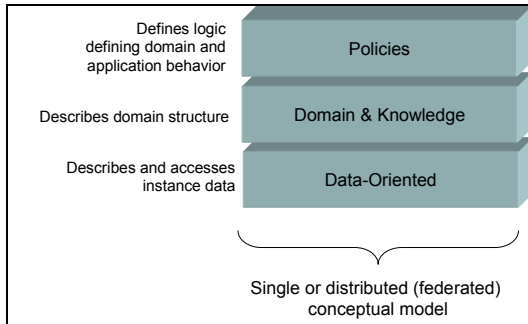 Defines logic
defining domain and
application behavior
Policies
Describes domain structure
Domain & Knowledge
Describes and accesses
instance data
Data-Oriented
Single or distributed (federated)
conceptual model